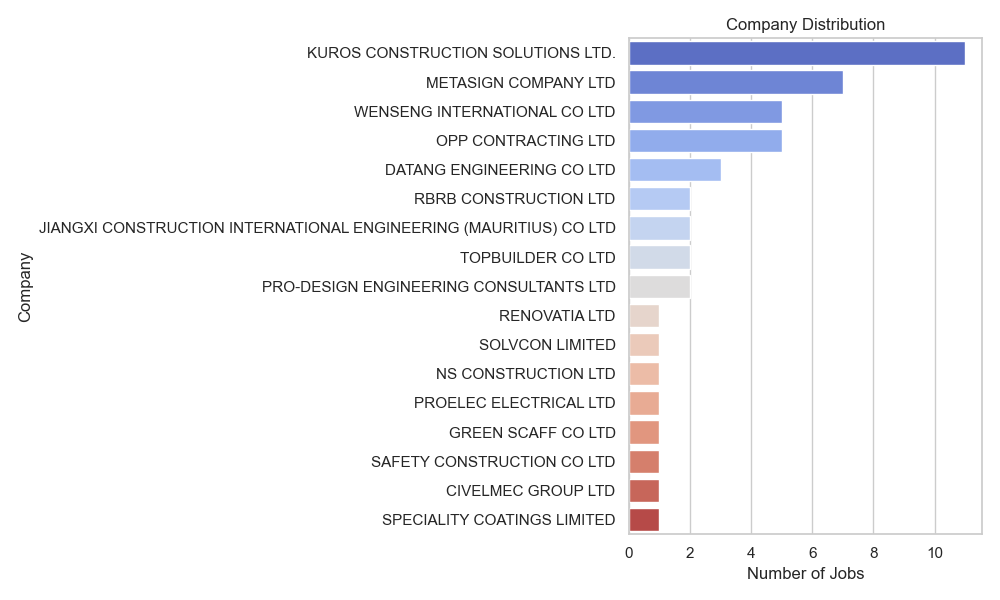 Company Distribution
KUROS CONSTRUCTION SOLUTIONS LTD.
METASIGN COMPANY LTD
WENSENG INTERNATIONAL CO LTD
OPP CONTRACTING LTD
DATANG ENGINEERING CO LTD
RBRB CONSTRUCTION LTD
JIANGXI CONSTRUCTION INTERNATIONAL ENGINEERING (MAURITIUS) CO LTD
TOPBUILDER CO LTD
PRO-DESIGN ENGINEERING CONSULTANTS LTD
RENOVATIA LTD
SOLVCON LIMITED
NS CONSTRUCTION LTD
PROELEC ELECTRICAL LTD
GREEN SCAFF CO LTD
SAFETY CONSTRUCTION CO LTD
CIVELMEC GROUP LTD
SPECIALITY COATINGS LIMITED
Company
0 2 4 6 8 10
Number of Jobs